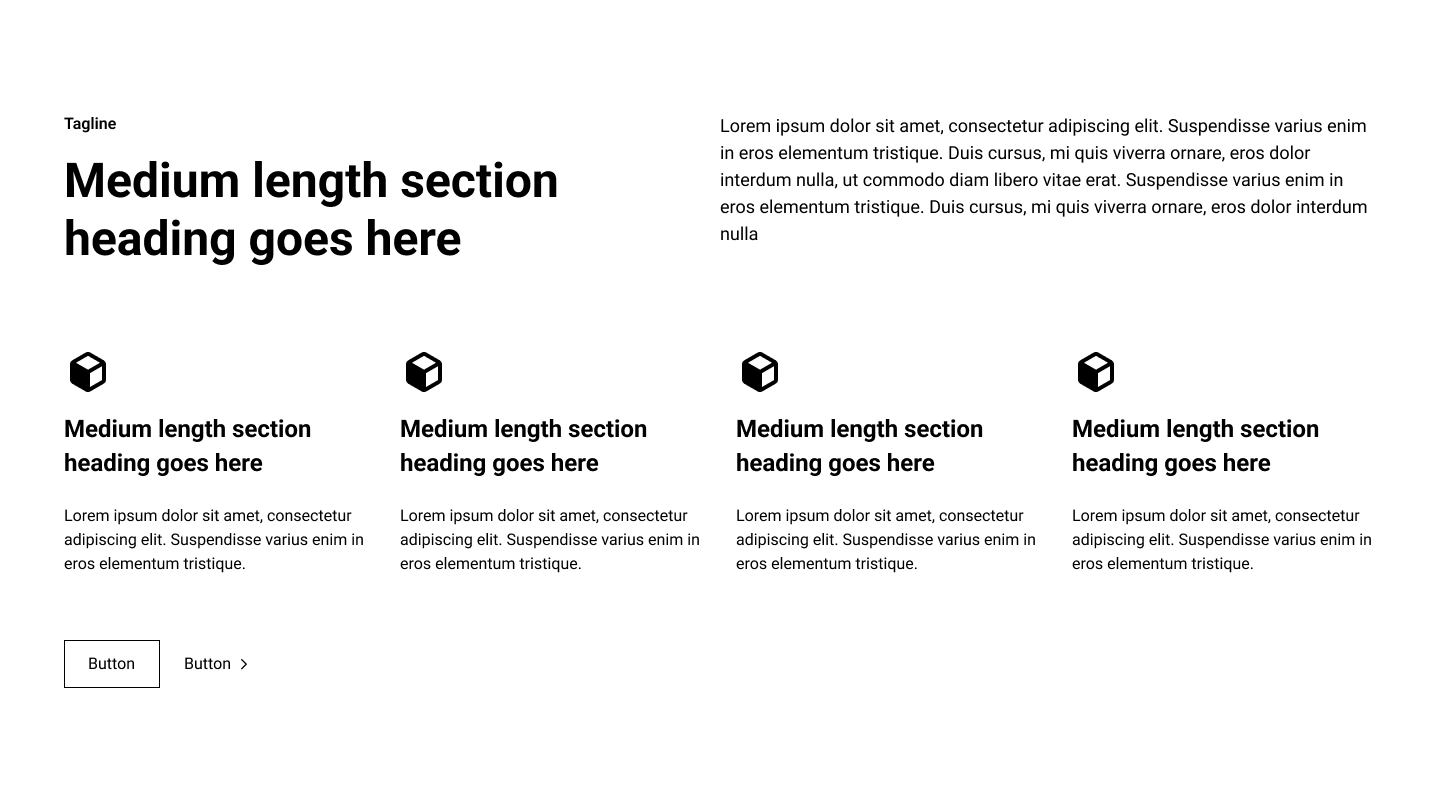 Tagline
Medium length section
heading goes here
Lorem ipsum dolor sit amet, consectetur adipiscing elit. Suspendisse varius enim
in eros elementum tristique. Duis cursus, mi quis viverra ornare, eros dolor
interdum nulla, ut commodo diam libero vitae erat. Suspendisse varius enim in
eros elementum tristique. Duis cursus, mi quis viverra ornare, eros dolor interdum
nulla
Medium length section
heading goes here
Lorem ipsum dolor sit amet, consectetur
adipiscing elit. Suspendisse varius enim in
eros elementum tristique.
Medium length section
heading goes here
Lorem ipsum dolor sit amet, consectetur
adipiscing elit. Suspendisse varius enim in
eros elementum tristique.
Medium length section
heading goes here
Lorem ipsum dolor sit amet, consectetur
adipiscing elit. Suspendisse varius enim in
eros elementum tristique.
Medium length section
heading goes here
Lorem ipsum dolor sit amet, consectetur
adipiscing elit. Suspendisse varius enim in
eros elementum tristique.
Button
Button